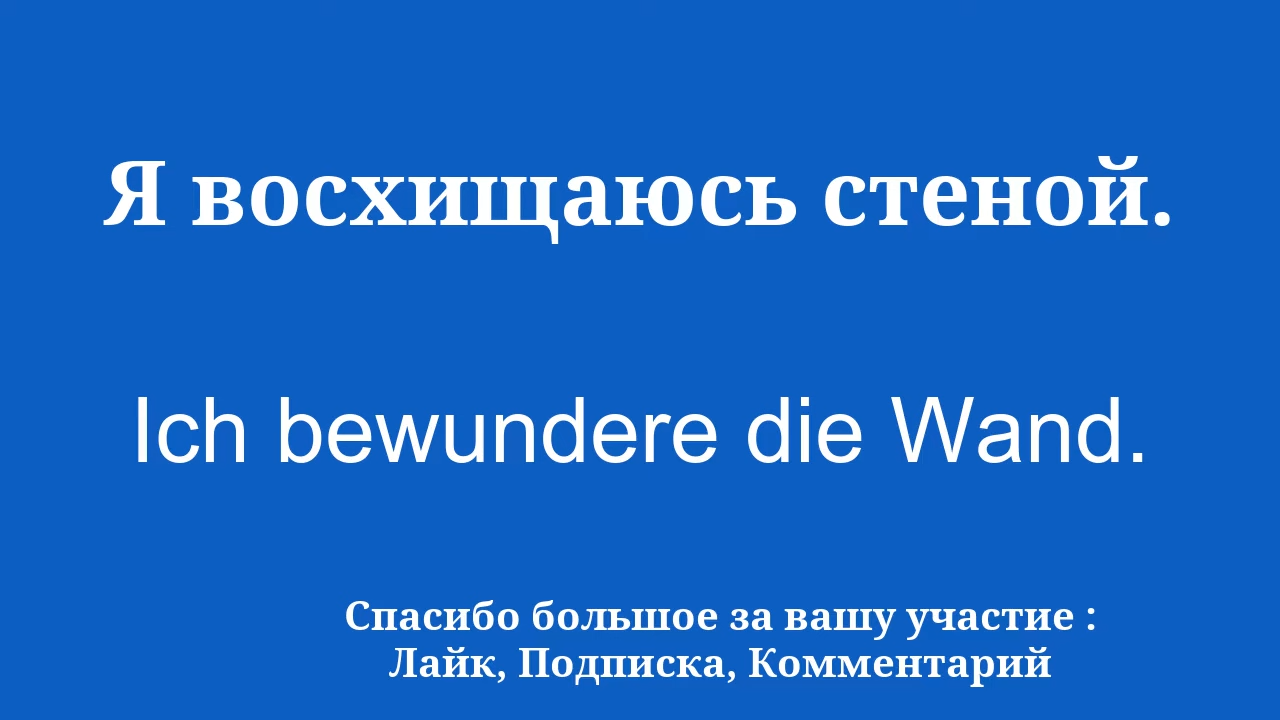 Я восхищаюсь стеной.
Ich bewundere die Wand.
Спасибо большое за вашу участие :
Лайк, Подписка, Комментарий